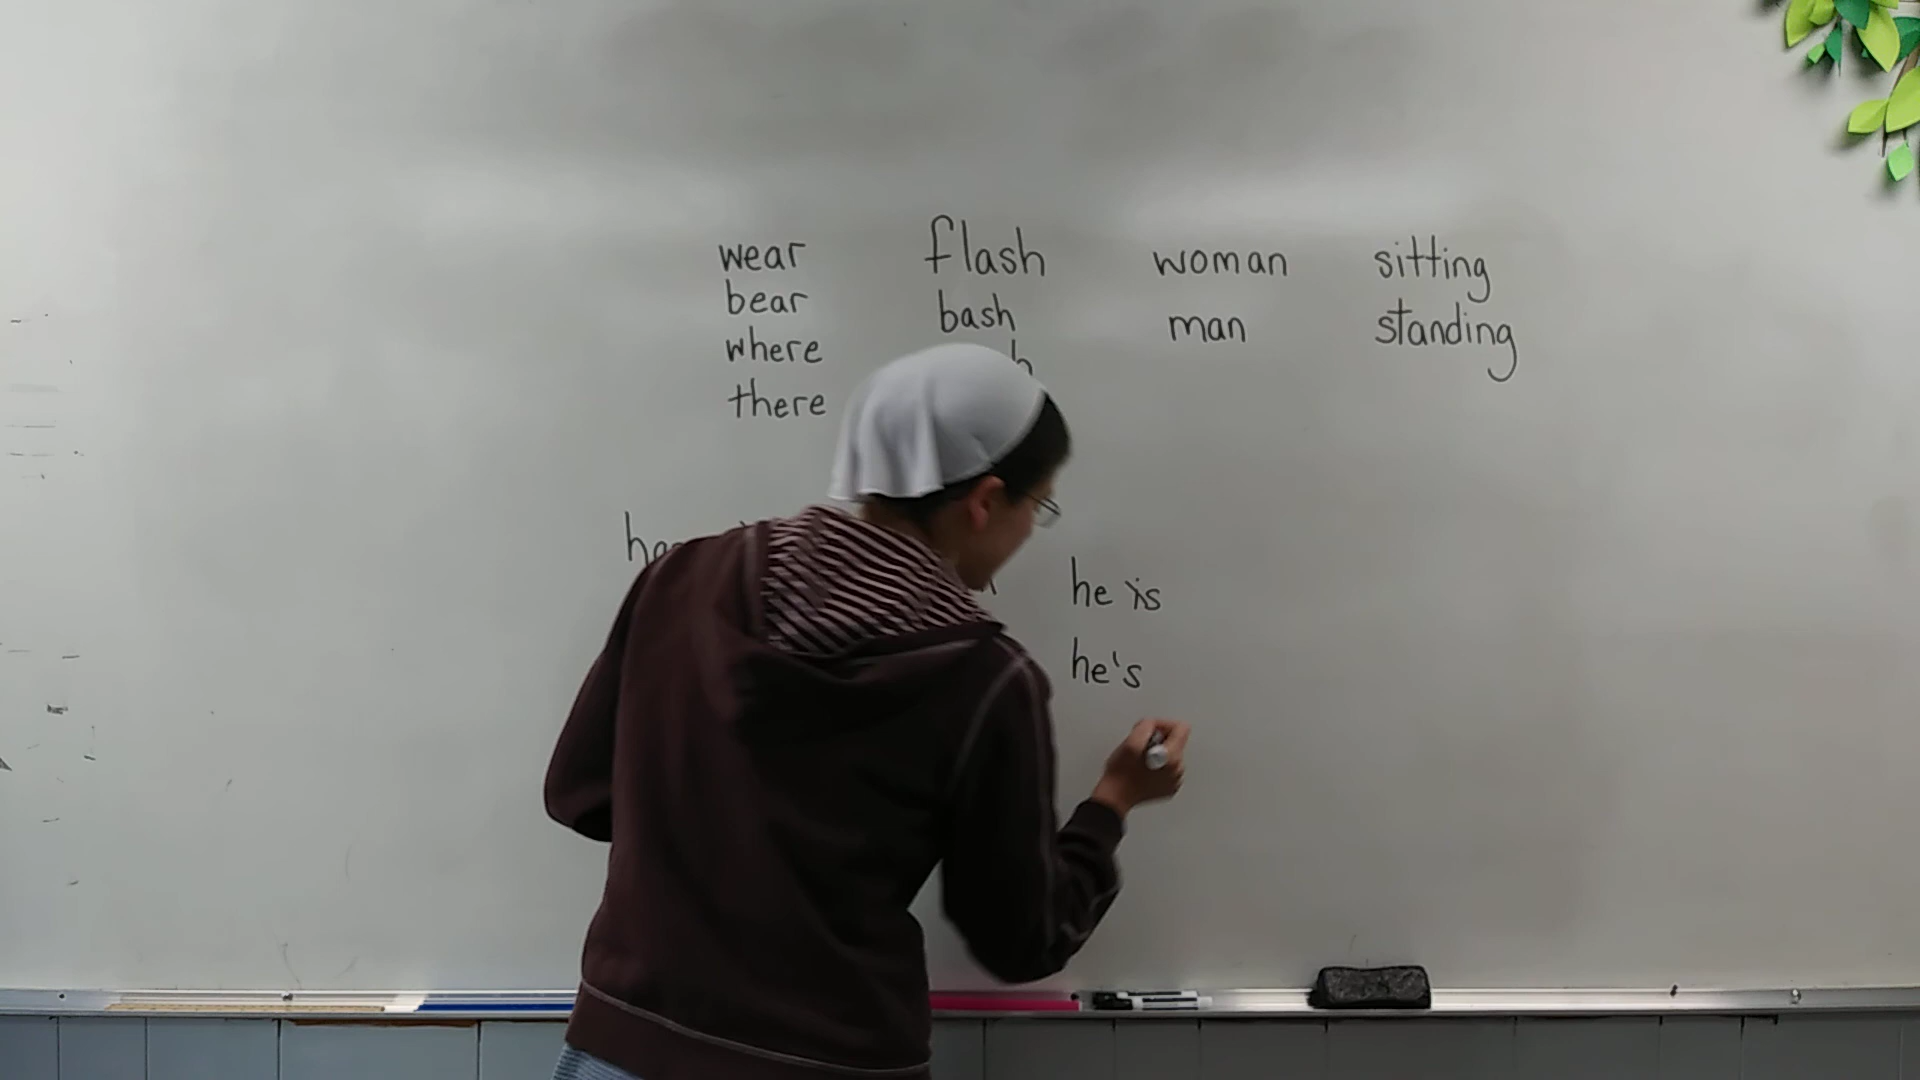 wear
bear
where
there
flash
bash
woman
man
sitting
standing
he is
he's